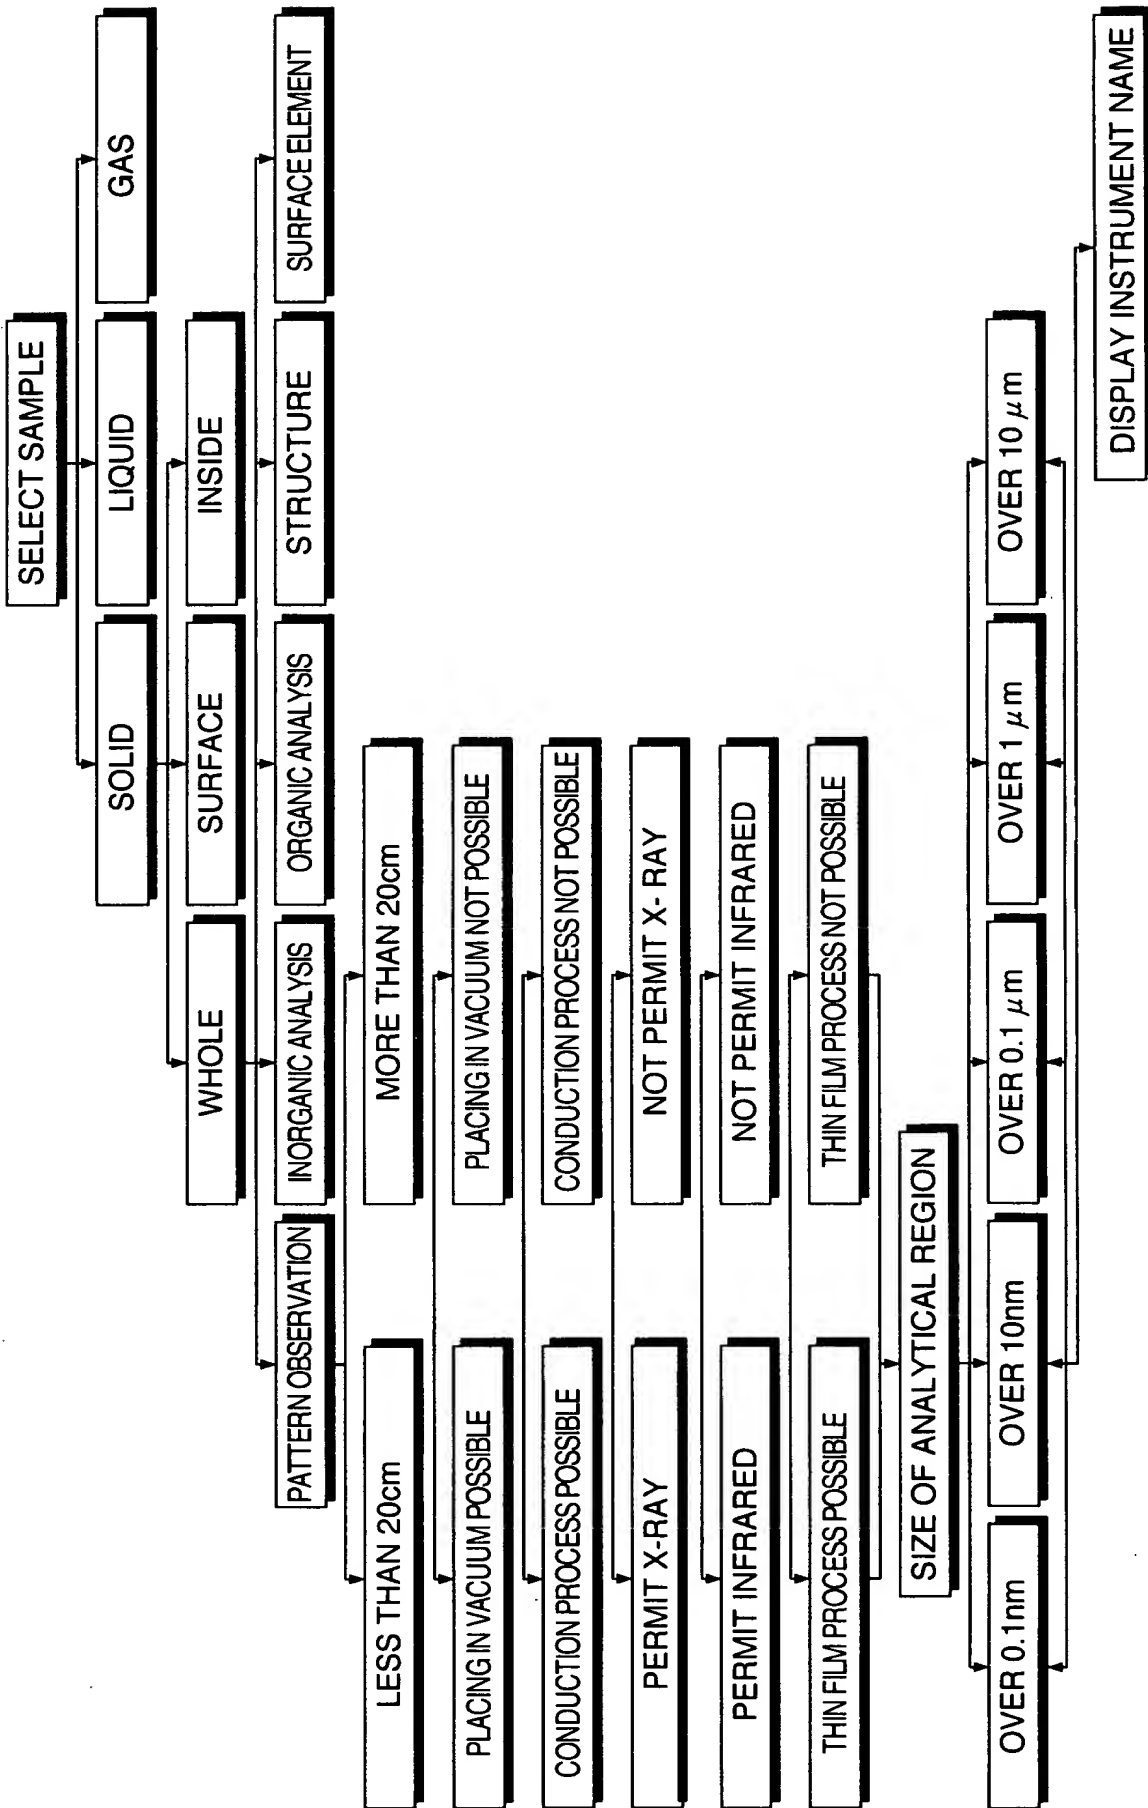 SELECT SAMPLE
SOLID
LIQUID
GAS
WHOLE
SURFACE
INSIDE
PATTERN OBSERVATION
INORGANIC ANALYSIS
ORGANIC ANALYSIS
STRUCTURE
SURFACE ELEMENT
LESS THAN 20cm
MORE THAN 20cm
PLACING IN VACUUM POSSIBLE
PLACING IN VACUUM NOT POSSIBLE
CONDUCTION PROCESS POSSIBLE
CONDUCTION PROCESS NOT POSSIBLE
PERMIT X-RAY
NOT PERMIT X- RAY
PERMIT INFRARED
NOT PERMIT INFRARED
THIN FILM PROCESS POSSIBLE
THIN FILM PROCESS NOT POSSIBLE
SIZE OF ANALYTICAL REGION
OVER 0.1nm
OVER 10nm
OVER 0.1 μm
OVER 1 μm
OVER 10 μm
DISPLAY INSTRUMENT NAME